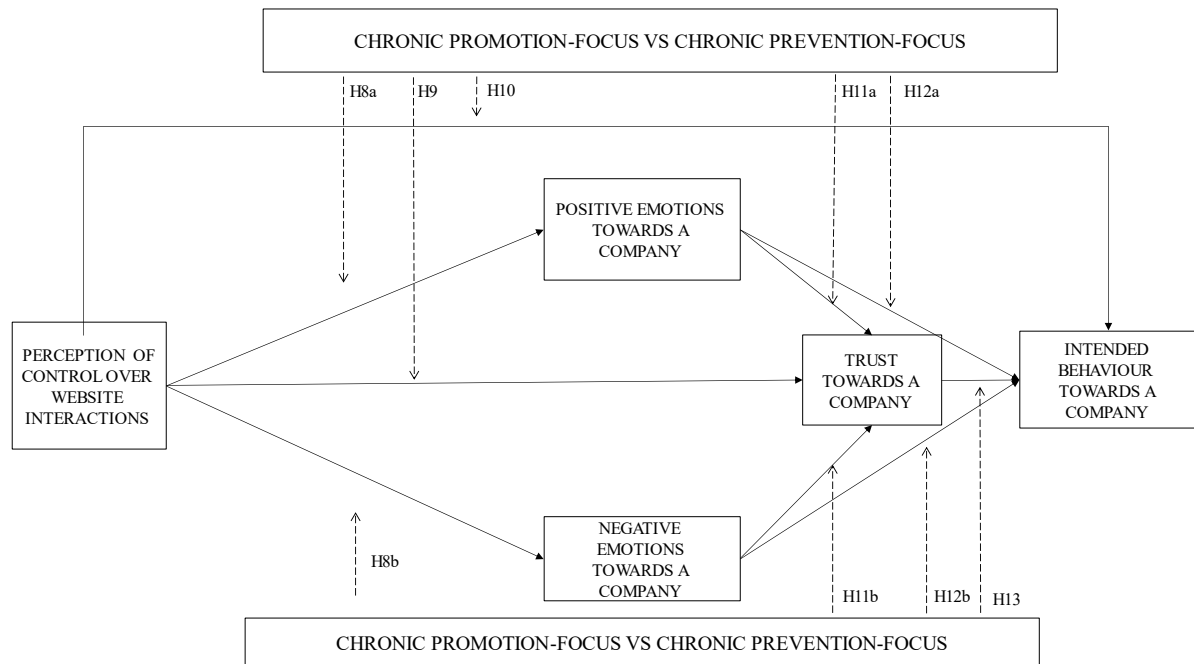 CHRONIC PROMOTION-FOCUS VS CHRONIC PREVENTION-FOCUS
H8a
H9
H10
H11a
H12a
POSITIVE EMOTIONS
TOWARDS A
COMPANY
PERCEPTION OF
CONTROL OVER
WEBSITE
INTERACTIONS
TRUST
TOWARDS A
COMPANY
INTENDED
BEHAVIOUR
TOWARDS A
COMPANY
NEGATIVE
EMOTIONS
TOWARDS A
COMPANY
H8b
H11b
H12b
H13
CHRONIC PROMOTION-FOCUS VS CHRONIC PREVENTION-FOCUS